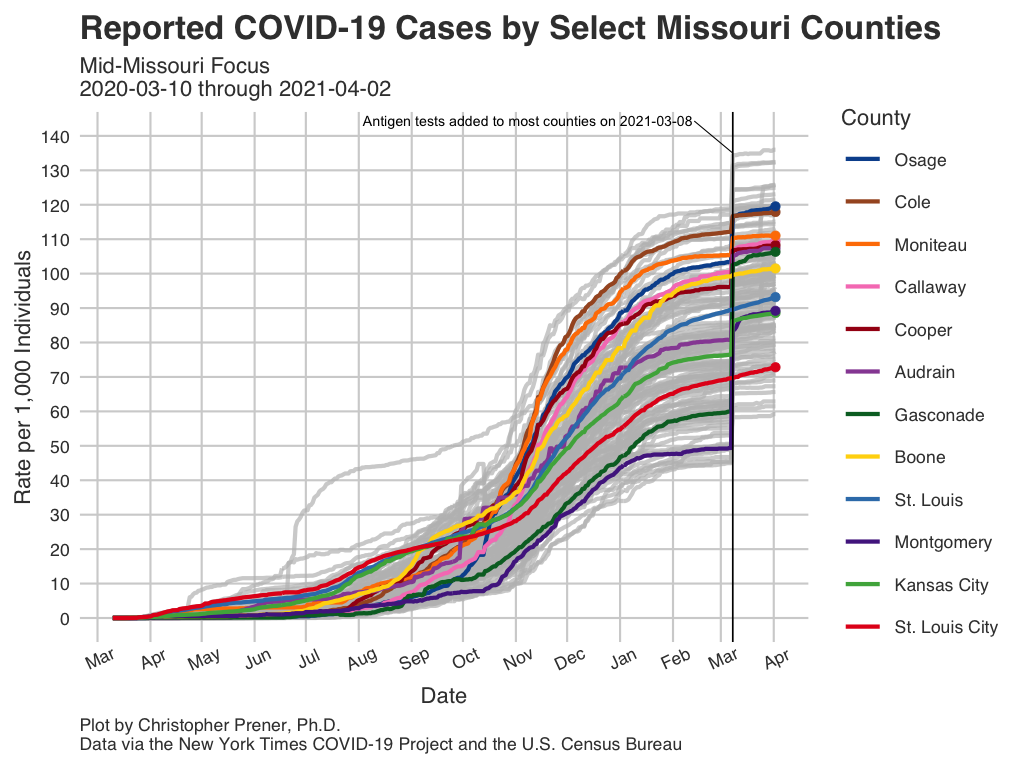 Reported COVID-19 Cases by Select Missouri Counties
Mid-Missouri Focus
2020-03-10 through 2021-04-02
Antigen tests added to most counties on 2021-03-08
Rate per 1,000 Individuals
140
130
120
110
100
90
80
70
60
50
40
30
20
10
0
Mar Apr May Jun Jul Aug Sep Oct Nov Dec Jan Feb Mar Apr
Date
County
Osage
Cole
Moniteau
Callaway
Cooper
Audrain
Gasconade
Boone
St. Louis
Montgomery
Kansas City
St. Louis City
Plot by Christopher Prener, Ph.D.
Data via the New York Times COVID-19 Project and the U.S. Census Bureau